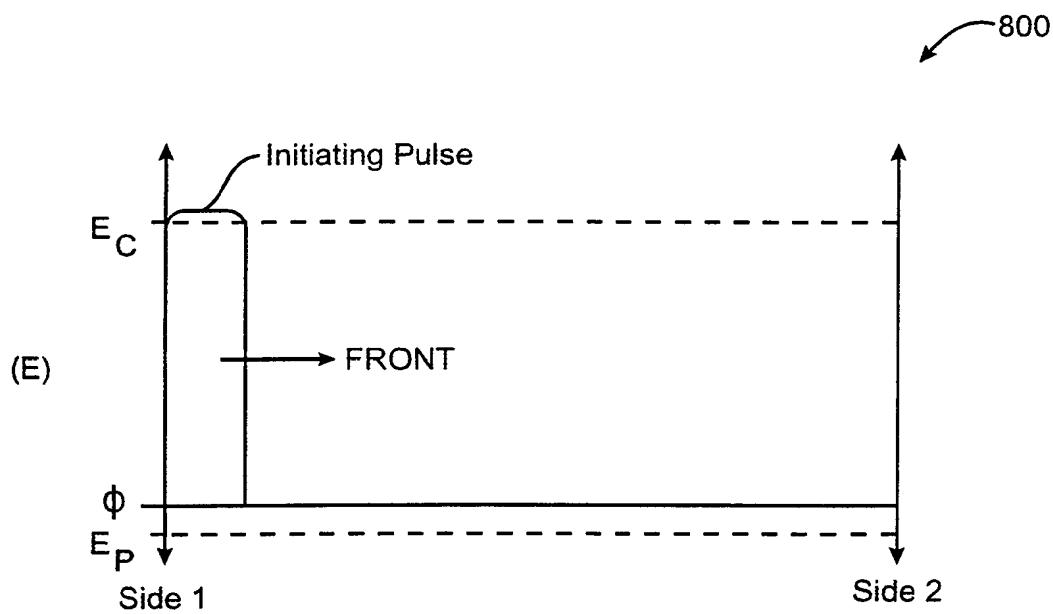 800
Initiating Pulse
E_C
(E)
FRONT
ϕ
E_P
Side 1
Side 2